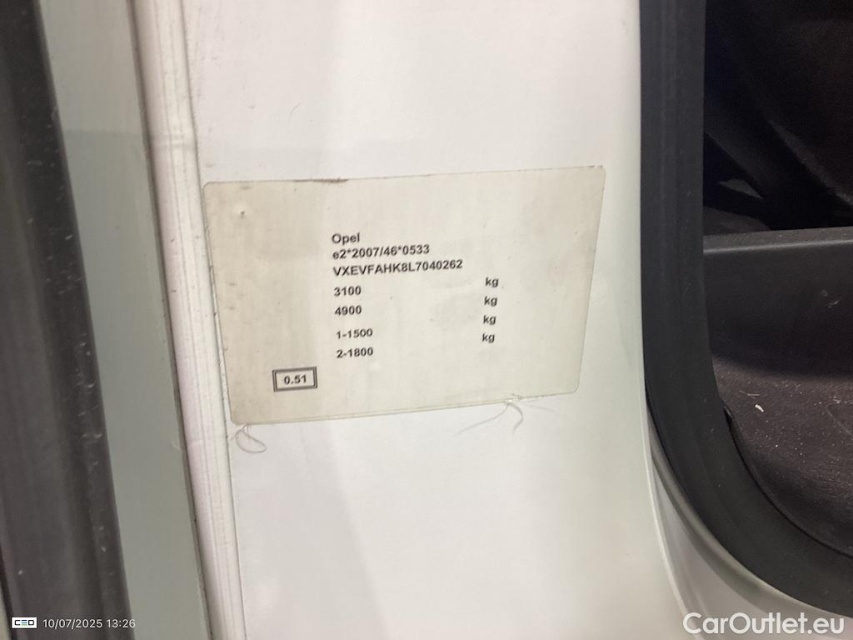 Opel
e2*2007/46*0533
VXEVFAHK8L7040262
3100 kg
4900 kg
1-1500 kg
2-1800 kg
0.51
CEO 10/07/2025 13:26
CarOutlet.eu